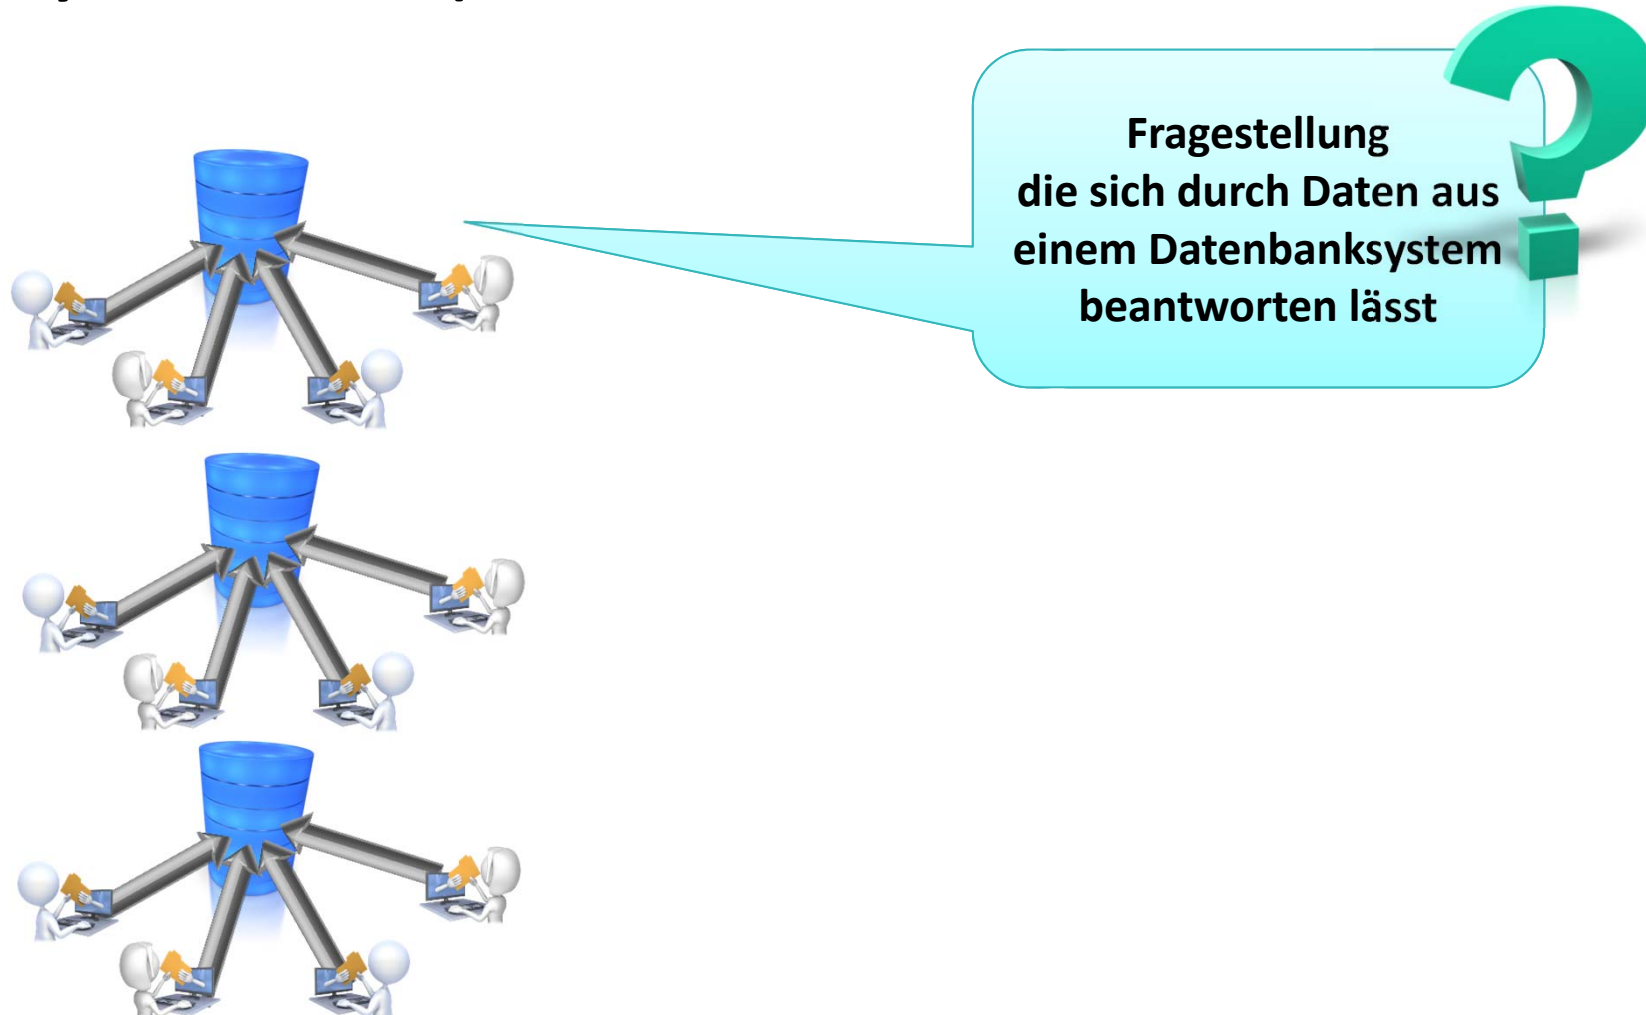 Fragestellung
die sich durch Daten aus
einem Datenbanksystem
beantworten lässt